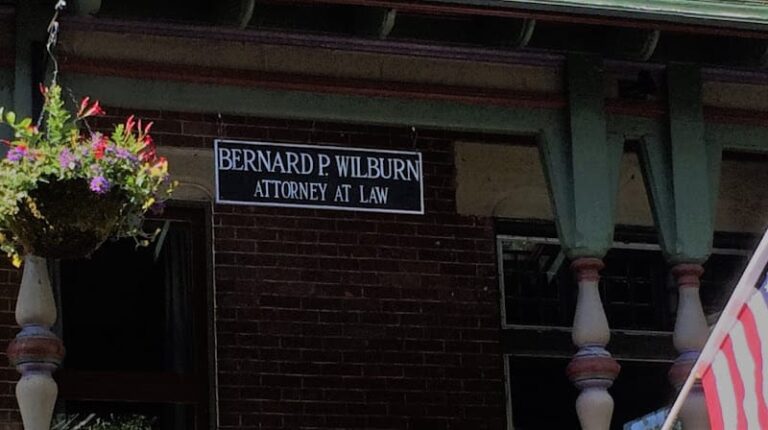 BERNARD P. WILBURN
ATTORNEY AT LAW